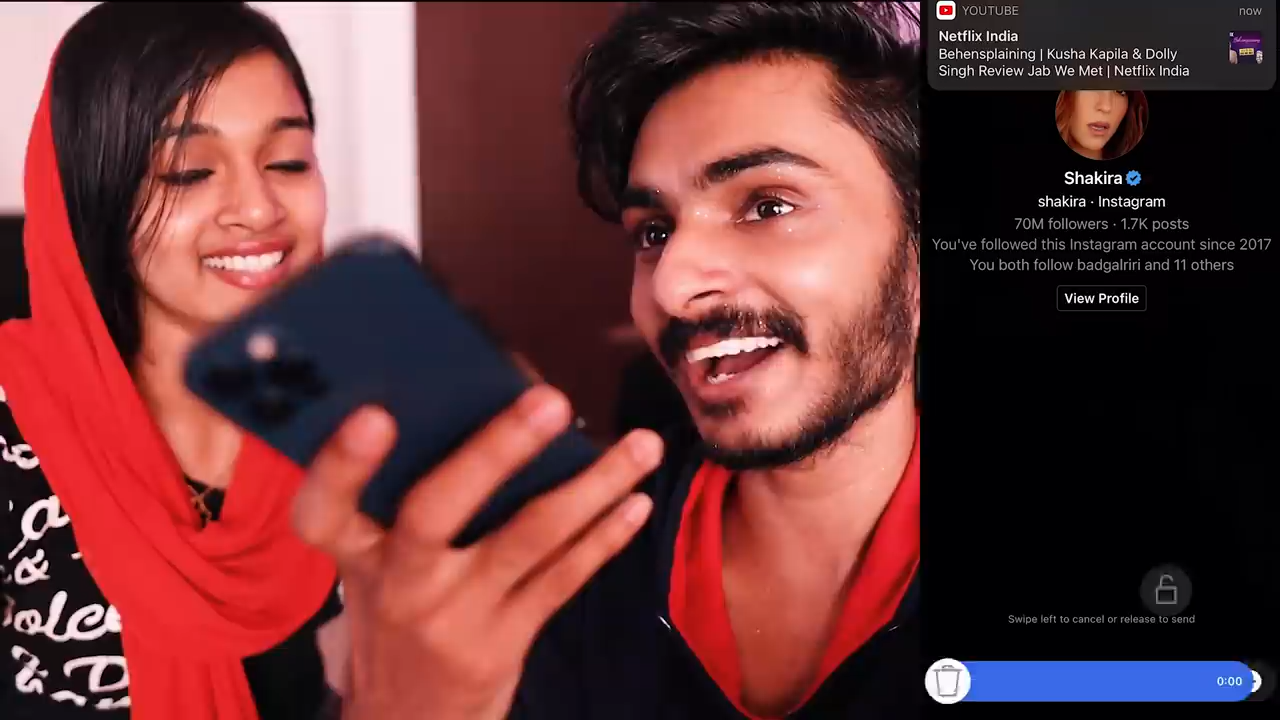 YOUTUBE
now
Netflix India
Behensplaining | Kusha Kapila & Dolly
Singh Review Jab We Met | Netflix India
Shakira
shakira · Instagram
70M followers · 1.7K posts
You've followed this Instagram account since 2017
You both follow badgalriri and 11 others
View Profile
Swipe left to cancel or release to send
0:00
&
olce
& D